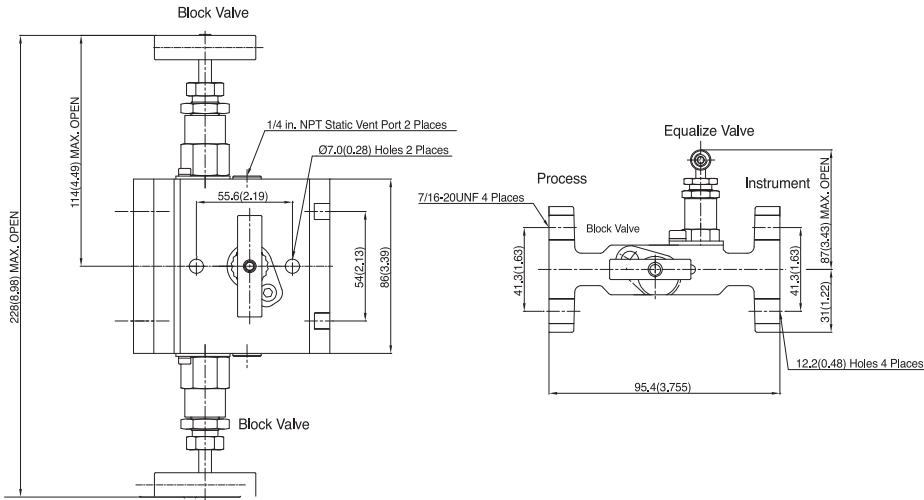 Block Valve
1/4 in. NPT Static Vent Port 2 Places
Ø7.0(0.28) Holes 2 Places
114(4.49) MAX. OPEN
228(8.98) MAX. OPEN
55.6(2.19)
54(2.13)
86(3.39)
Block Valve
Equalize Valve
Process
Instrument
7/16-20UNF 4 Places
Block Valve
87(3.43) MAX. OPEN
41.3(1.63)
41.3(1.63)
31(1.22)
12.2(0.48) Holes 4 Places
95.4(3.755)